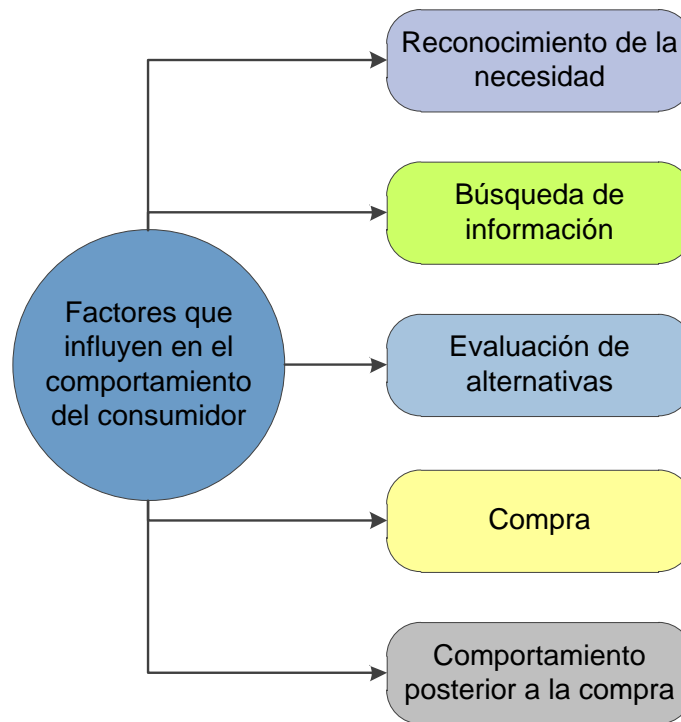 Reconocimiento de la
necesidad
Búsqueda de
información
Factores que
influyen en el
comportamiento
del consumidor
Evaluación de
alternativas
Compra
Comportamiento
posterior a la compra